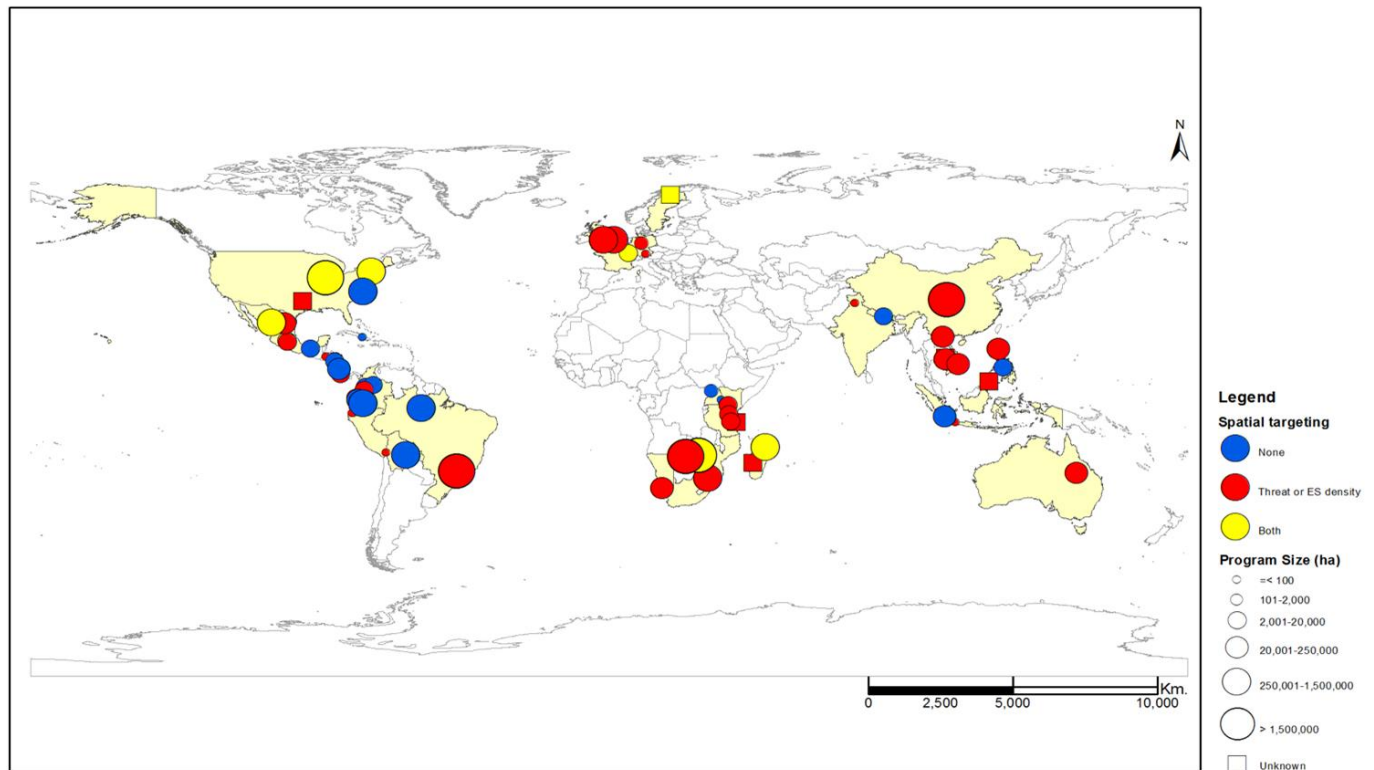 N
Km.
0 2,500 5,000 10,000
Legend
Spatial targeting
None
Threat or ES density
Both
Program Size (ha)
=< 100
101-2,000
2,001-20,000
20,001-250,000
250,001-1,500,000
> 1,500,000
Unknown